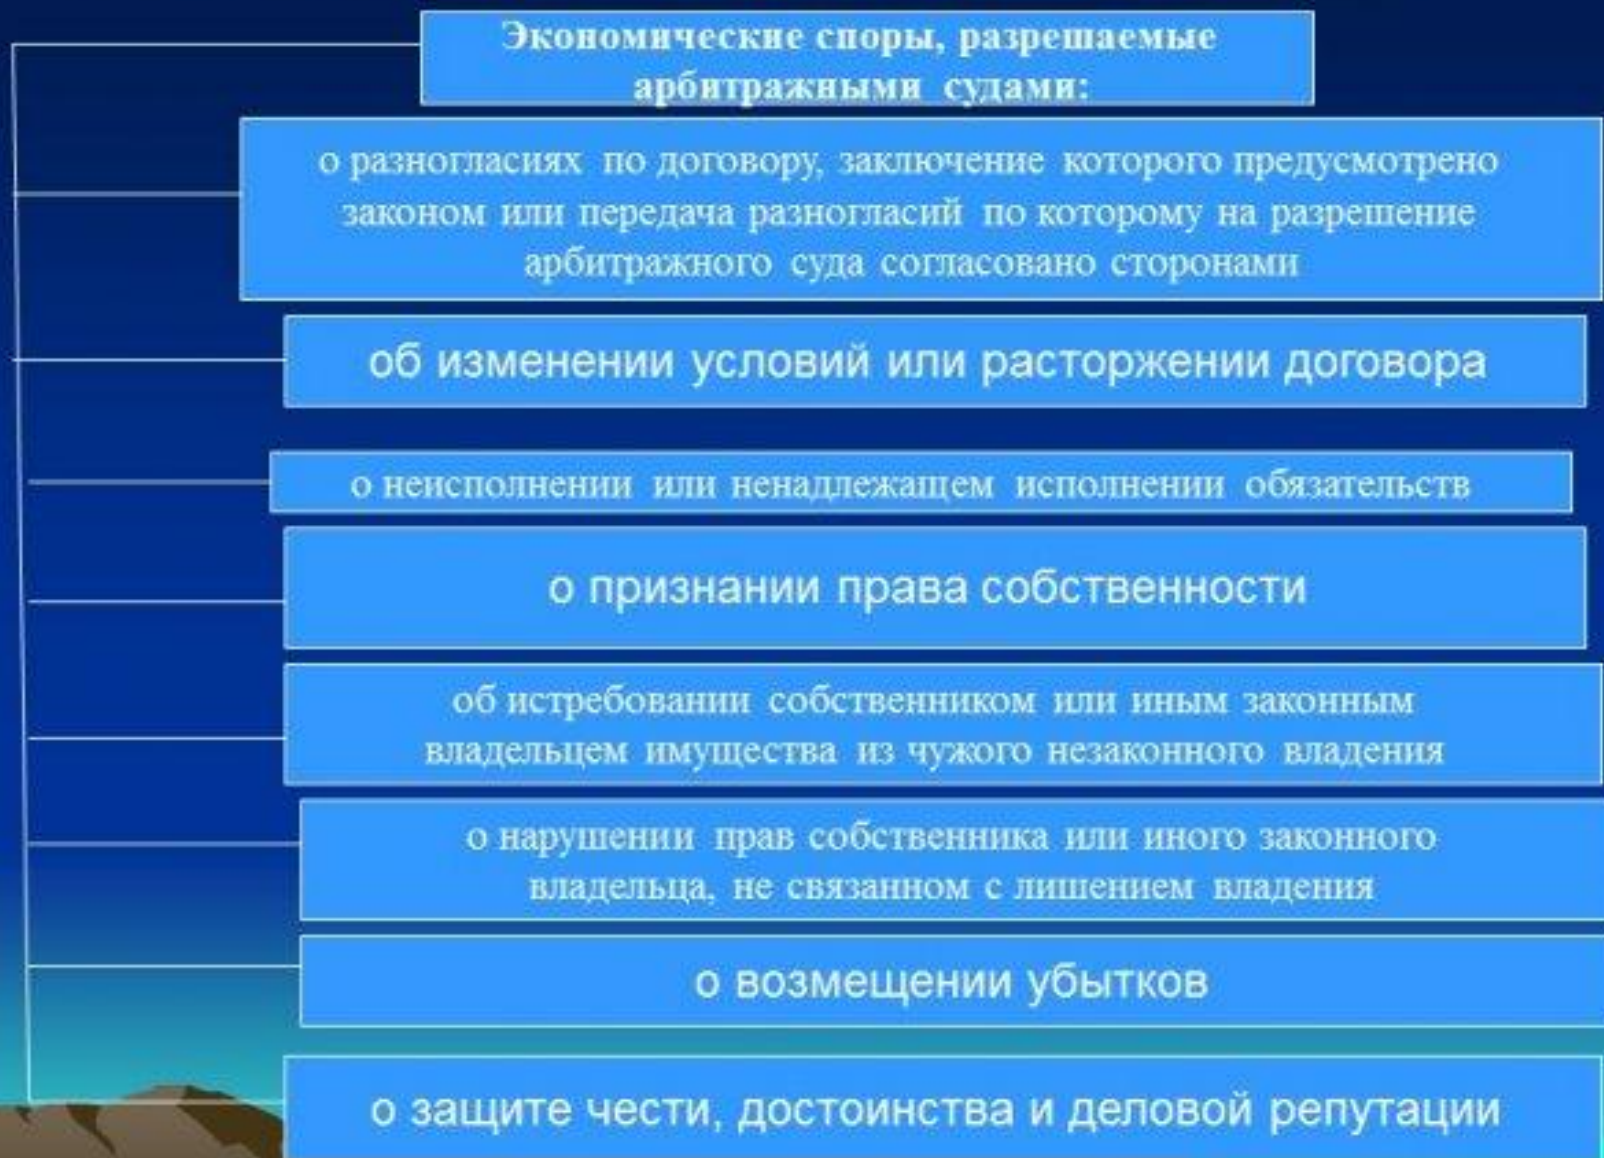 Экономические споры, разрешаемые
арбитражными судами:
о разногласиях по договору, заключение которого предусмотрено
законом или передача разногласий по которому на разрешение
арбитражного суда согласовано сторонами
об изменении условий или расторжении договора
о неисполнении или ненадлежащем исполнении обязательств
о признании права собственности
об истребовании собственником или иным законным
владельцем имущества из чужого незаконного владения
о нарушении прав собственника или иного законного
владельца, не связанном с лишением владения
о возмещении убытков
о защите чести, достоинства и деловой репутации